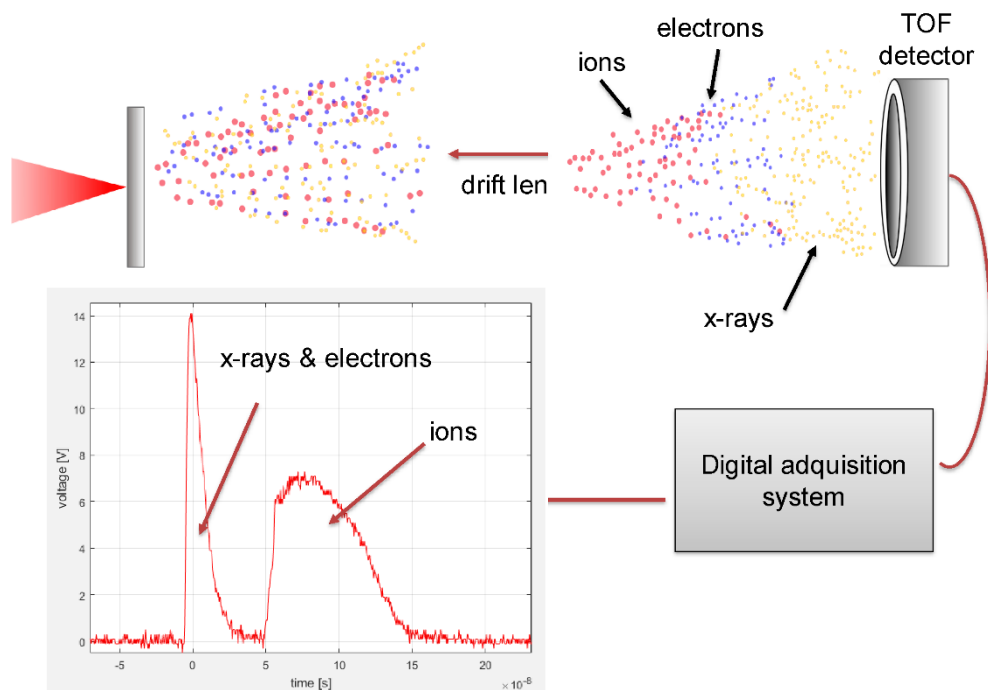 electrons
TOF
detector
ions
drift len
x-rays
14
12
10
8
6
4
2
0
voltage [V]
x-rays & electrons
ions
-5
0
5
10
15
20
time [s]
×10⁻⁸
Digital adquisition
system